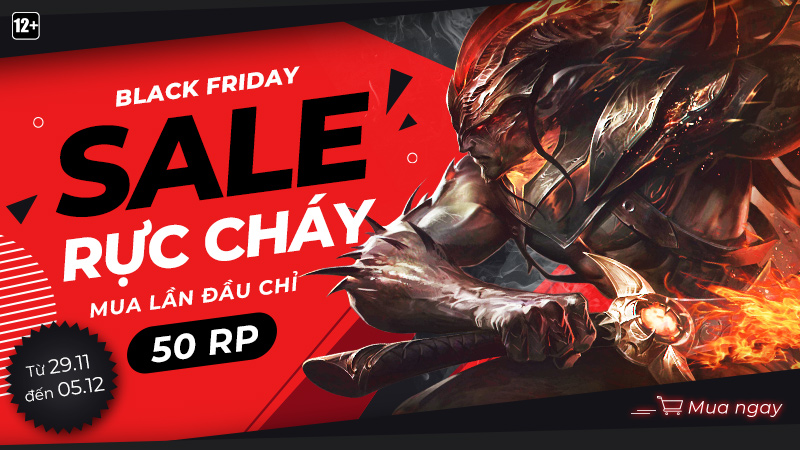 12+
BLACK FRIDAY
SALE
RỰC CHÁY
MUA LẦN ĐẦU CHỈ
50 RP
Từ 29.11
đến 05.12
Mua ngay